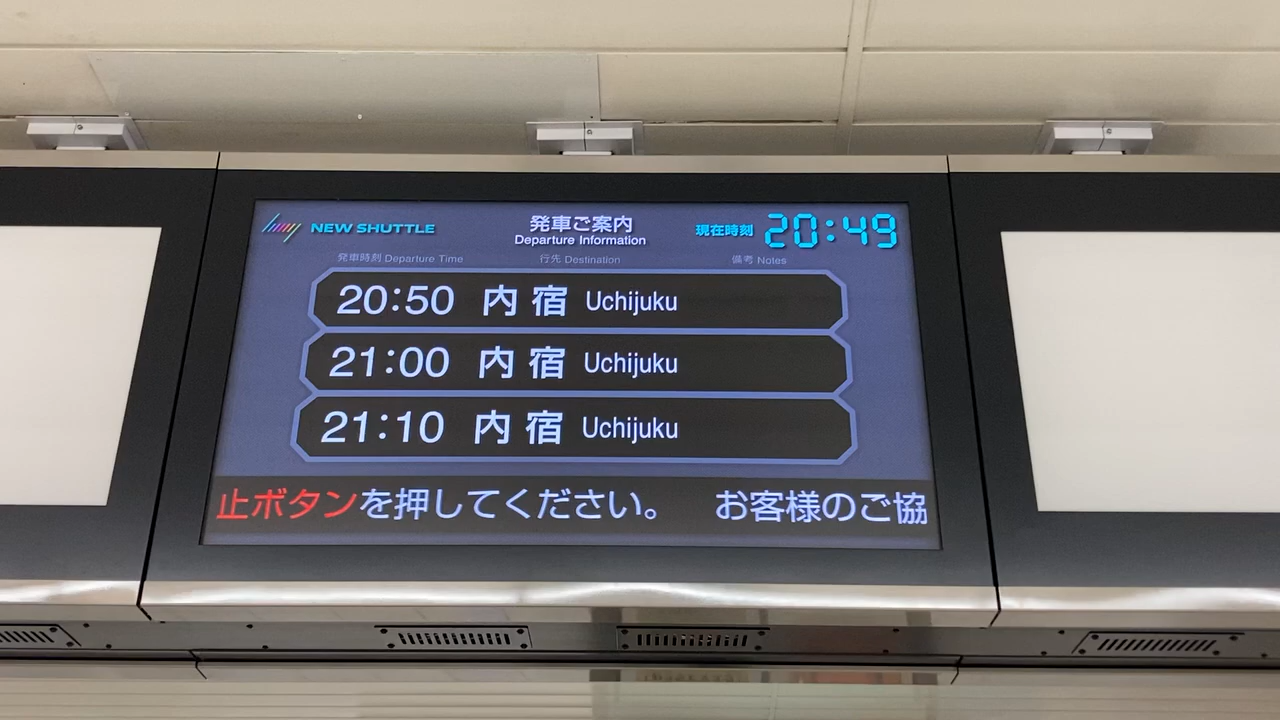 NEW SHUTTLE 発車ご案内 現在時刻 20:49
Departure Information
発車時刻 Departure Time 行先 Destination 備考 Notes
20:50 内宿 Uchijuku
21:00 内宿 Uchijuku
21:10 内宿 Uchijuku
止ボタンを押してください。 お客様のご協